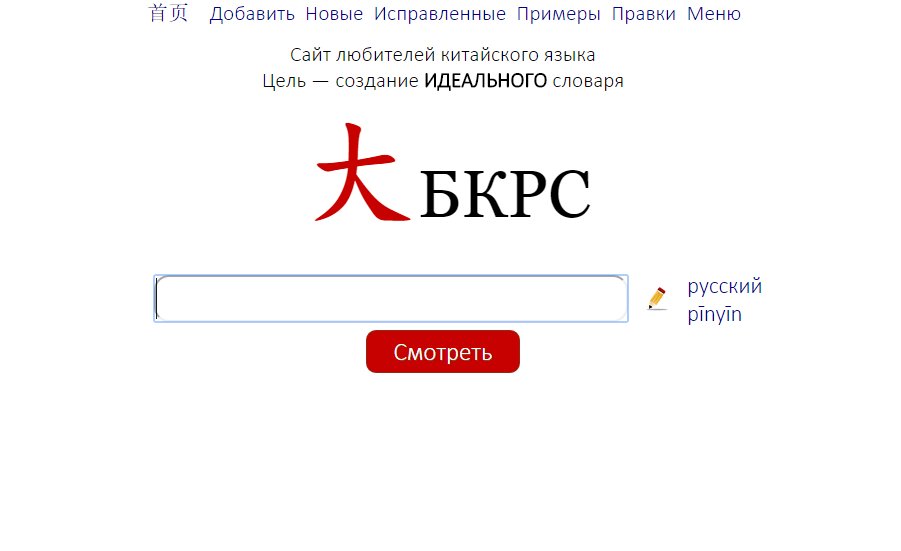 首页 Добавить Новые Исправленные Примеры Правки Меню
Сайт любителей китайского языка
Цель — создание ИДЕАЛЬНОГО словаря
大 БКРС
русский
pīnyīn
Смотреть